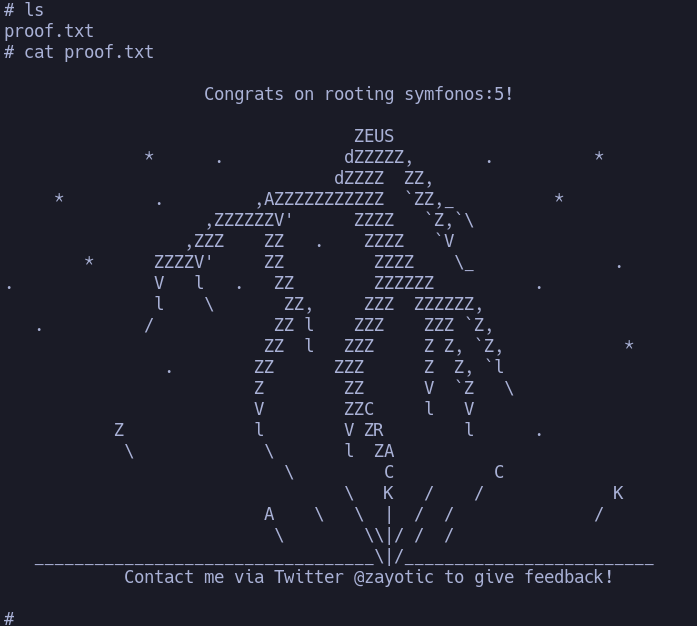 # ls
proof.txt
# cat proof.txt

                    Congrats on rooting symfonos:5!

                                   ZEUS
              *      .            dZZZZZ,       .          *
                                 dZZZZ  ZZ,
     *         .         ,AZZZZZZZZZZZ  `ZZ,_          *
                    ,ZZZZZZV'      ZZZZ   `Z,`\
                  ,ZZZ    ZZ   .    ZZZZ   `V
        *      ZZZZV'     ZZ         ZZZZ    \_              .
.              V   l   .   ZZ        ZZZZZZ          .
               l    \       ZZ,     ZZZ  ZZZZZZ,
   .          /            ZZ l    ZZZ    ZZZ `Z,
                          ZZ  l   ZZZ     Z Z, `Z,            *
                .        ZZ      ZZZ      Z  Z, `l
                         Z        ZZ      V  `Z   \
                         V        ZZC     l   V
           Z             l        V ZR        l      .
            \             \       l  ZA
                            \         C          C
                                  \   K   /    /             K
                          A    \   \  |  /  /              /
                           \        \\|/ /  /
   __________________________________\|/_________________________
            Contact me via Twitter @zayotic to give feedback!

#